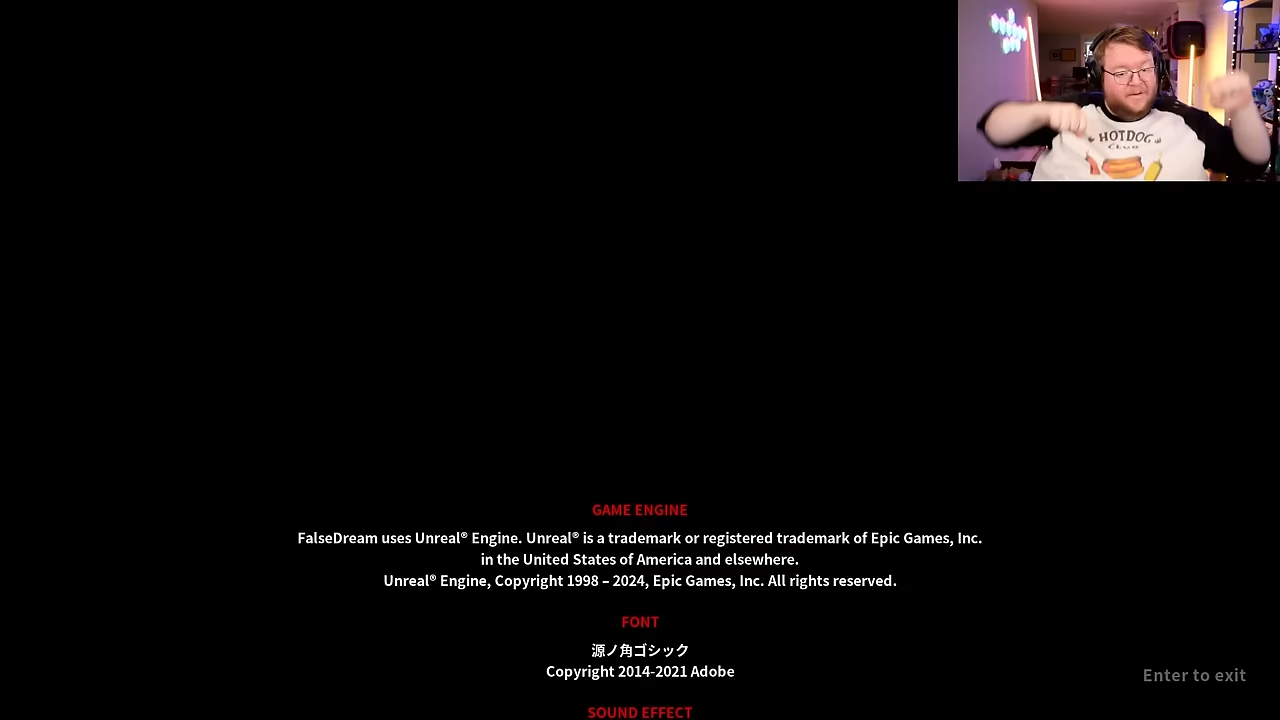 HOTDOG
CLUB
GAME ENGINE
FalseDream uses Unreal® Engine. Unreal® is a trademark or registered trademark of Epic Games, Inc.
in the United States of America and elsewhere.
Unreal® Engine, Copyright 1998 – 2024, Epic Games, Inc. All rights reserved.
FONT
源ノ角ゴシック
Copyright 2014-2021 Adobe
Enter to exit
SOUND EFFECT